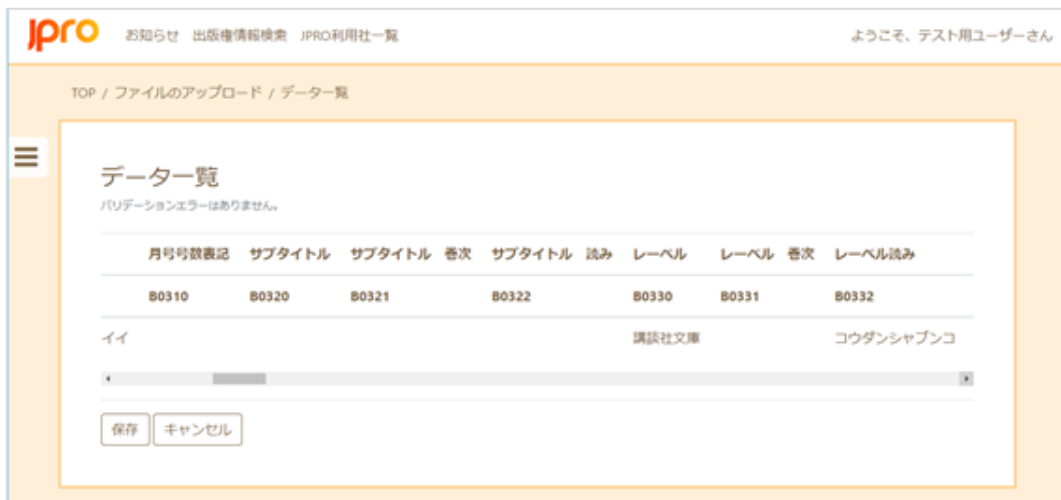 jpro お知らせ 出版権情報検索 JPRO利用社一覧 ようこそ、テスト用ユーザーさん
TOP / ファイルのアップロード / データ一覧
データ一覧
バリデーションエラーはありません。
月号号数表記 サブタイトル サブタイトル 巻次 サブタイトル 読み レーベル レーベル 巻次 レーベル読み
B0310 B0320 B0321 B0322 B0330 B0331 B0332
イイ 講談社文庫 コウダンシャブンコ
保存 キャンセル